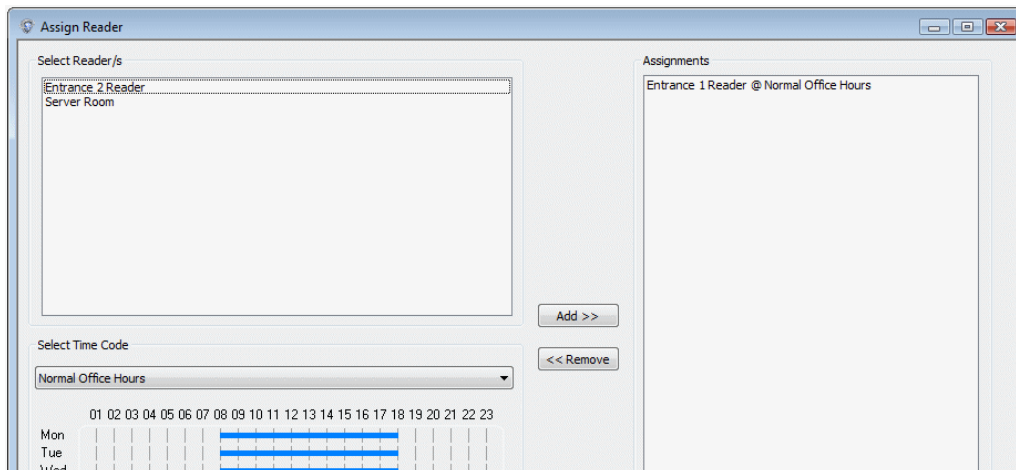 Assign Reader
Select Reader/s
Entrance 2 Reader
Server Room
Assignments
Entrance 1 Reader @ Normal Office Hours
Add >>
<< Remove
Select Time Code
Normal Office Hours
01 02 03 04 05 06 07 08 09 10 11 12 13 14 15 16 17 18 19 20 21 22 23
Mon
Tue
Wed